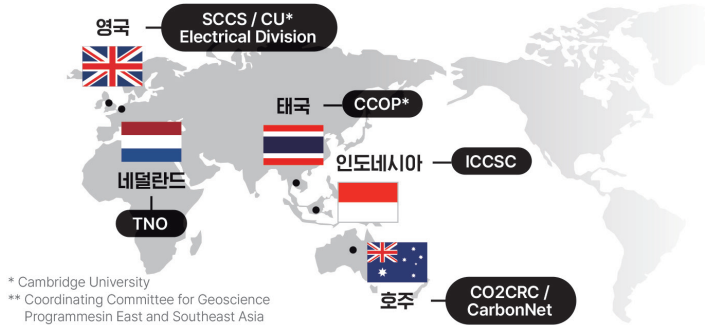 영국
SCCS / CU*
Electrical Division
태국
CCOP*
인도네시아
ICCSC
네덜란드
TNO
호주
CO2CRC /
CarbonNet
* Cambridge University
** Coordinating Committee for Geoscience
Programmesin East and Southeast Asia